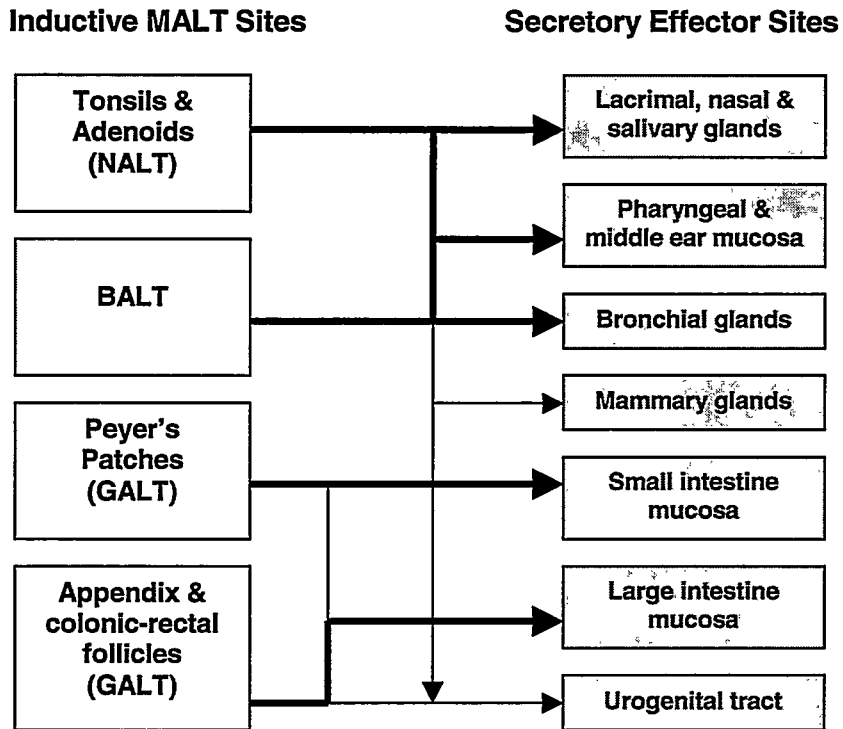 Inductive MALT Sites
Secretory Effector Sites
Tonsils &
Adenoids
(NALT)
BALT
Peyer's
Patches
(GALT)
Appendix &
colonic-rectal
follicles
(GALT)
Lacrimal, nasal &
salivary glands
Pharyngeal &
middle ear mucosa
Bronchial glands
Mammary glands
Small intestine
mucosa
Large intestine
mucosa
Urogenital tract